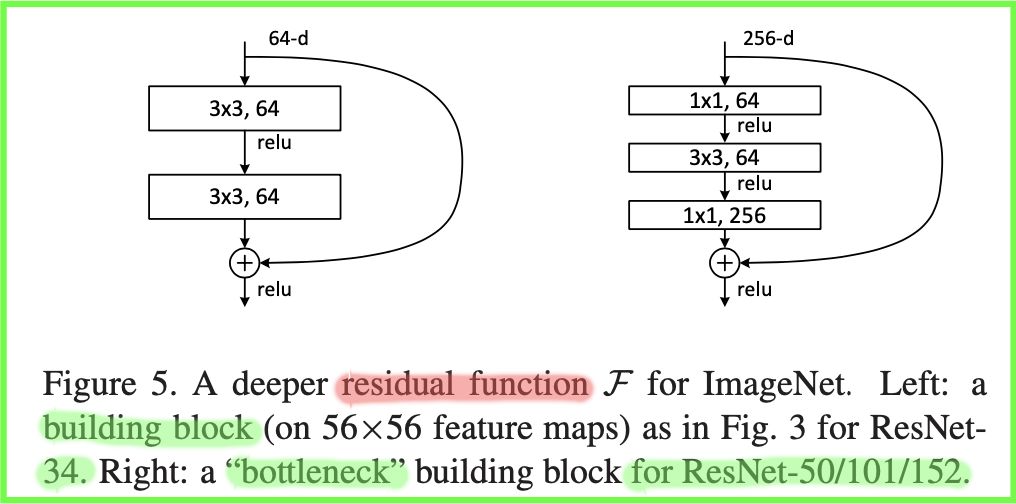 64-d
3x3, 64
relu
3x3, 64
+
relu
256-d
1x1, 64
relu
3x3, 64
relu
1x1, 256
+
relu
Figure 5. A deeper residual function F for ImageNet. Left: a
building block (on 56×56 feature maps) as in Fig. 3 for ResNet-
34. Right: a “bottleneck” building block for ResNet-50/101/152.